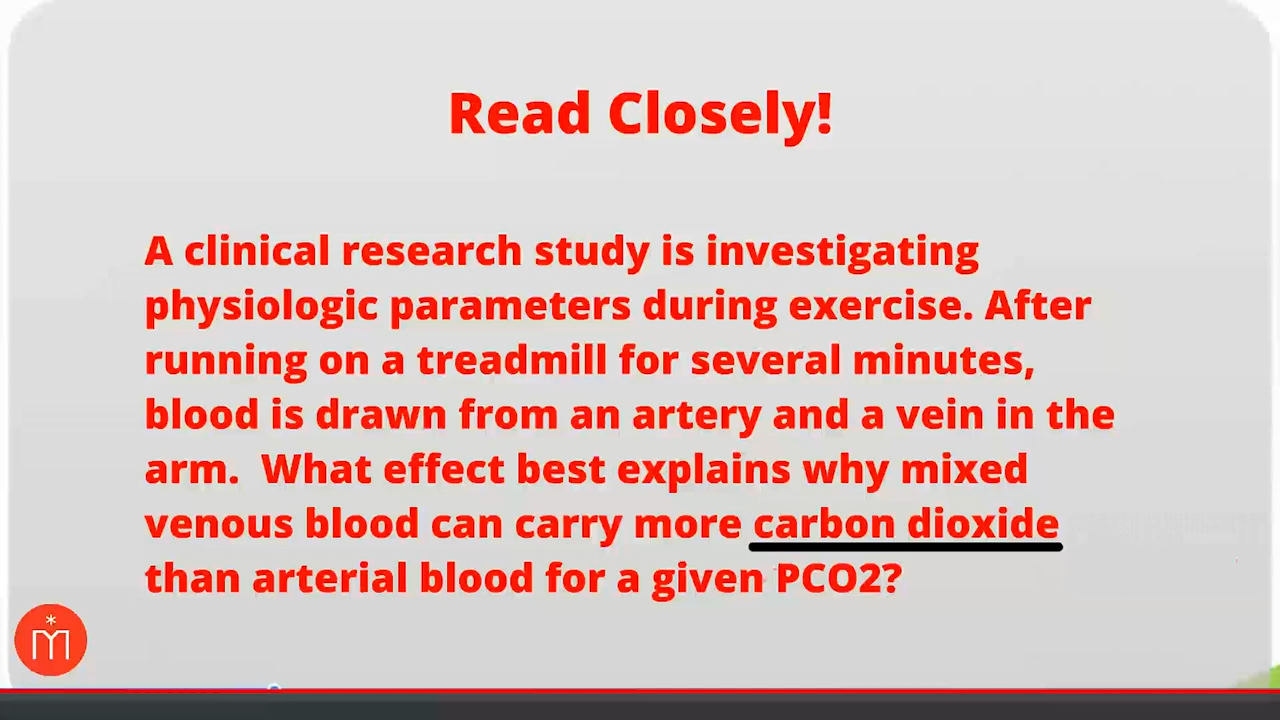 Read Closely!
A clinical research study is investigating
physiologic parameters during exercise. After
running on a treadmill for several minutes,
blood is drawn from an artery and a vein in the
arm.  What effect best explains why mixed
venous blood can carry more carbon dioxide
than arterial blood for a given PCO2?